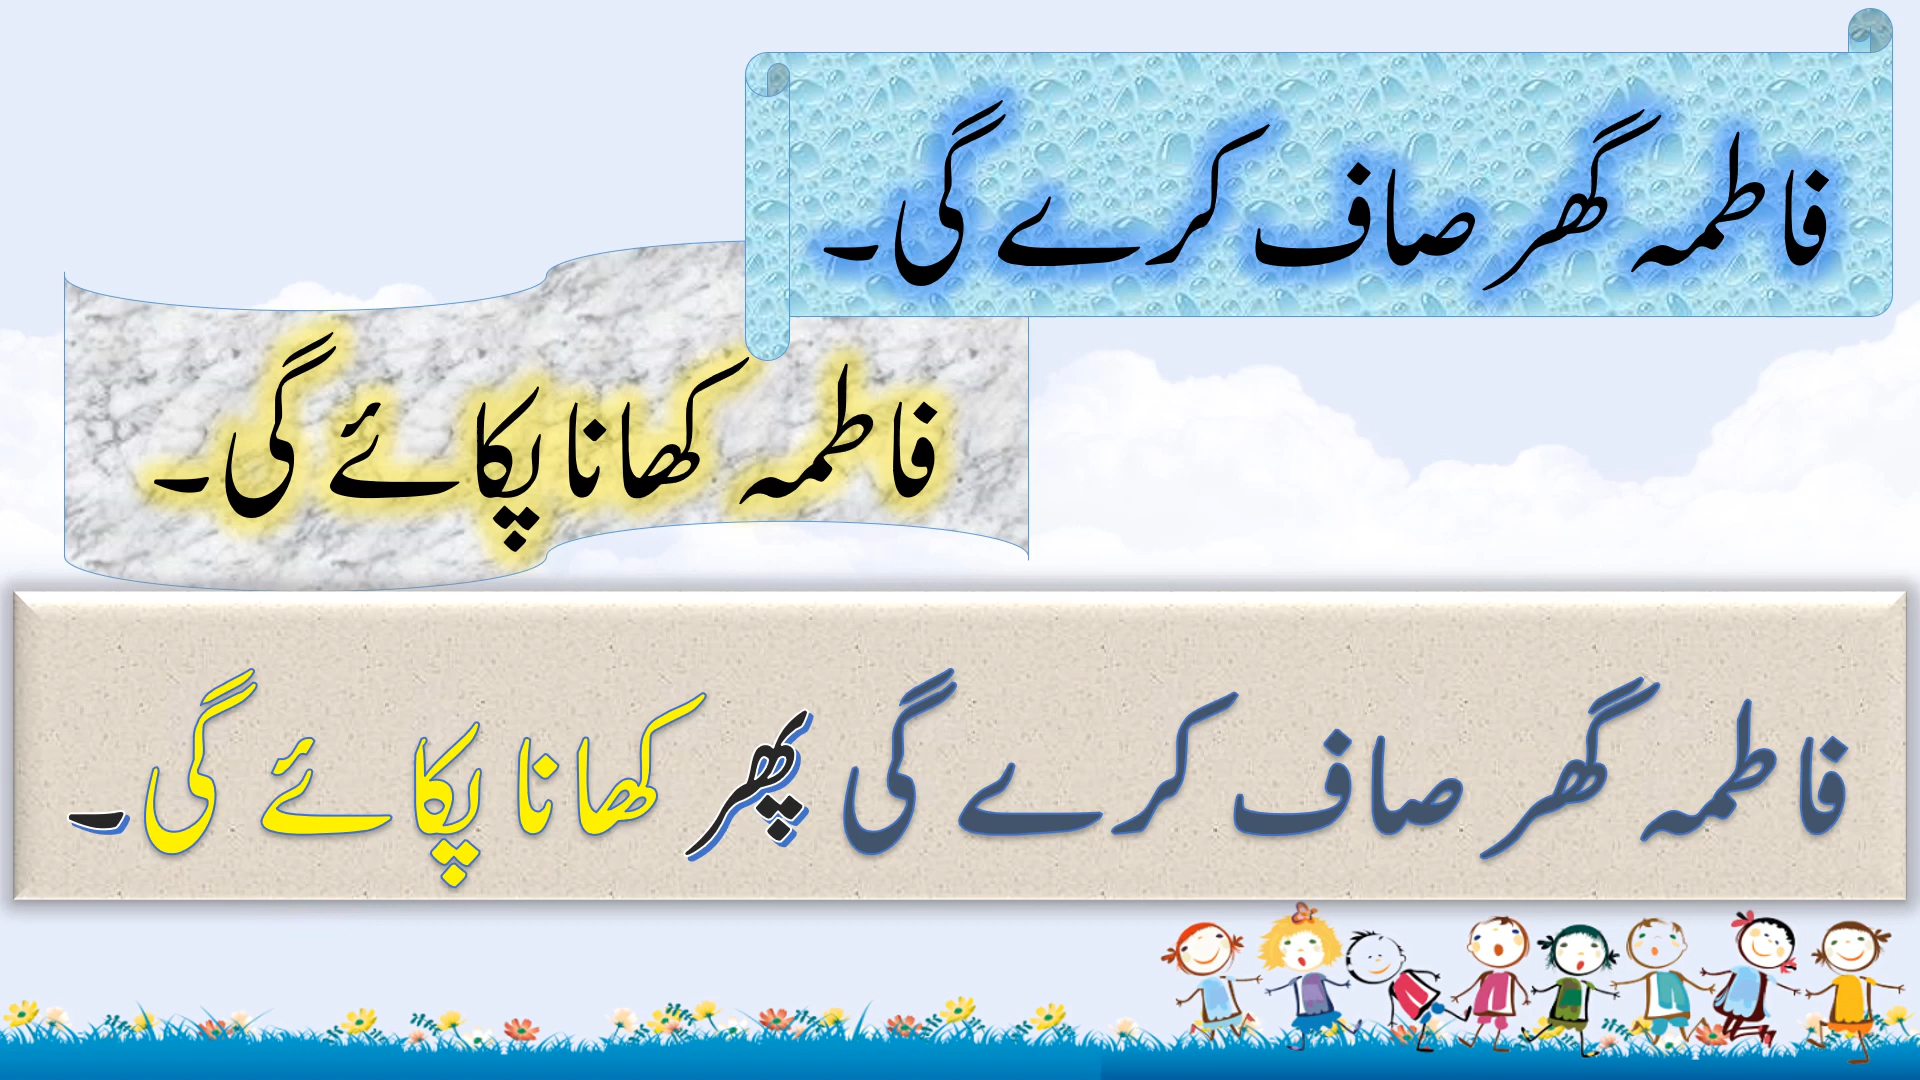 فاطمہ گھر صاف کرے گی۔
فاطمہ کھانا پکائے گی۔
فاطمہ گھر صاف کرے گی پھر کھانا پکائے گی۔